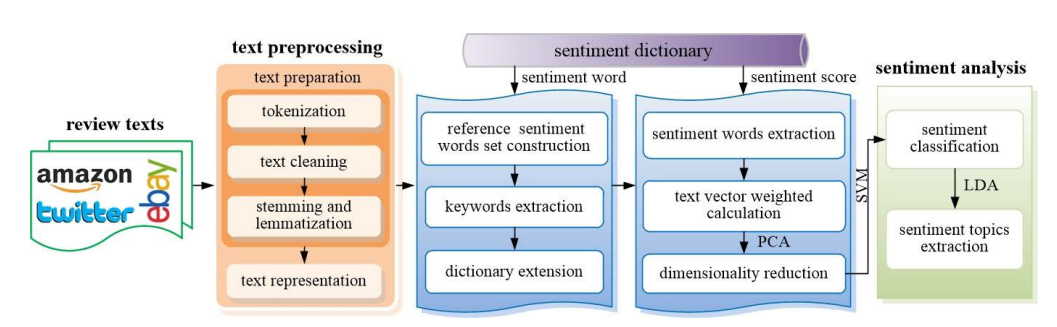 review texts
amazon
twitter
ebay
text preprocessing
text preparation
tokenization
text cleaning
stemming and
lemmatization
text representation
sentiment dictionary
sentiment word
sentiment score
reference sentiment
words set construction
keywords extraction
dictionary extension
sentiment words extraction
text vector weighted
calculation
PCA
dimensionality reduction
SVM
sentiment analysis
sentiment
classification
LDA
sentiment topics
extraction